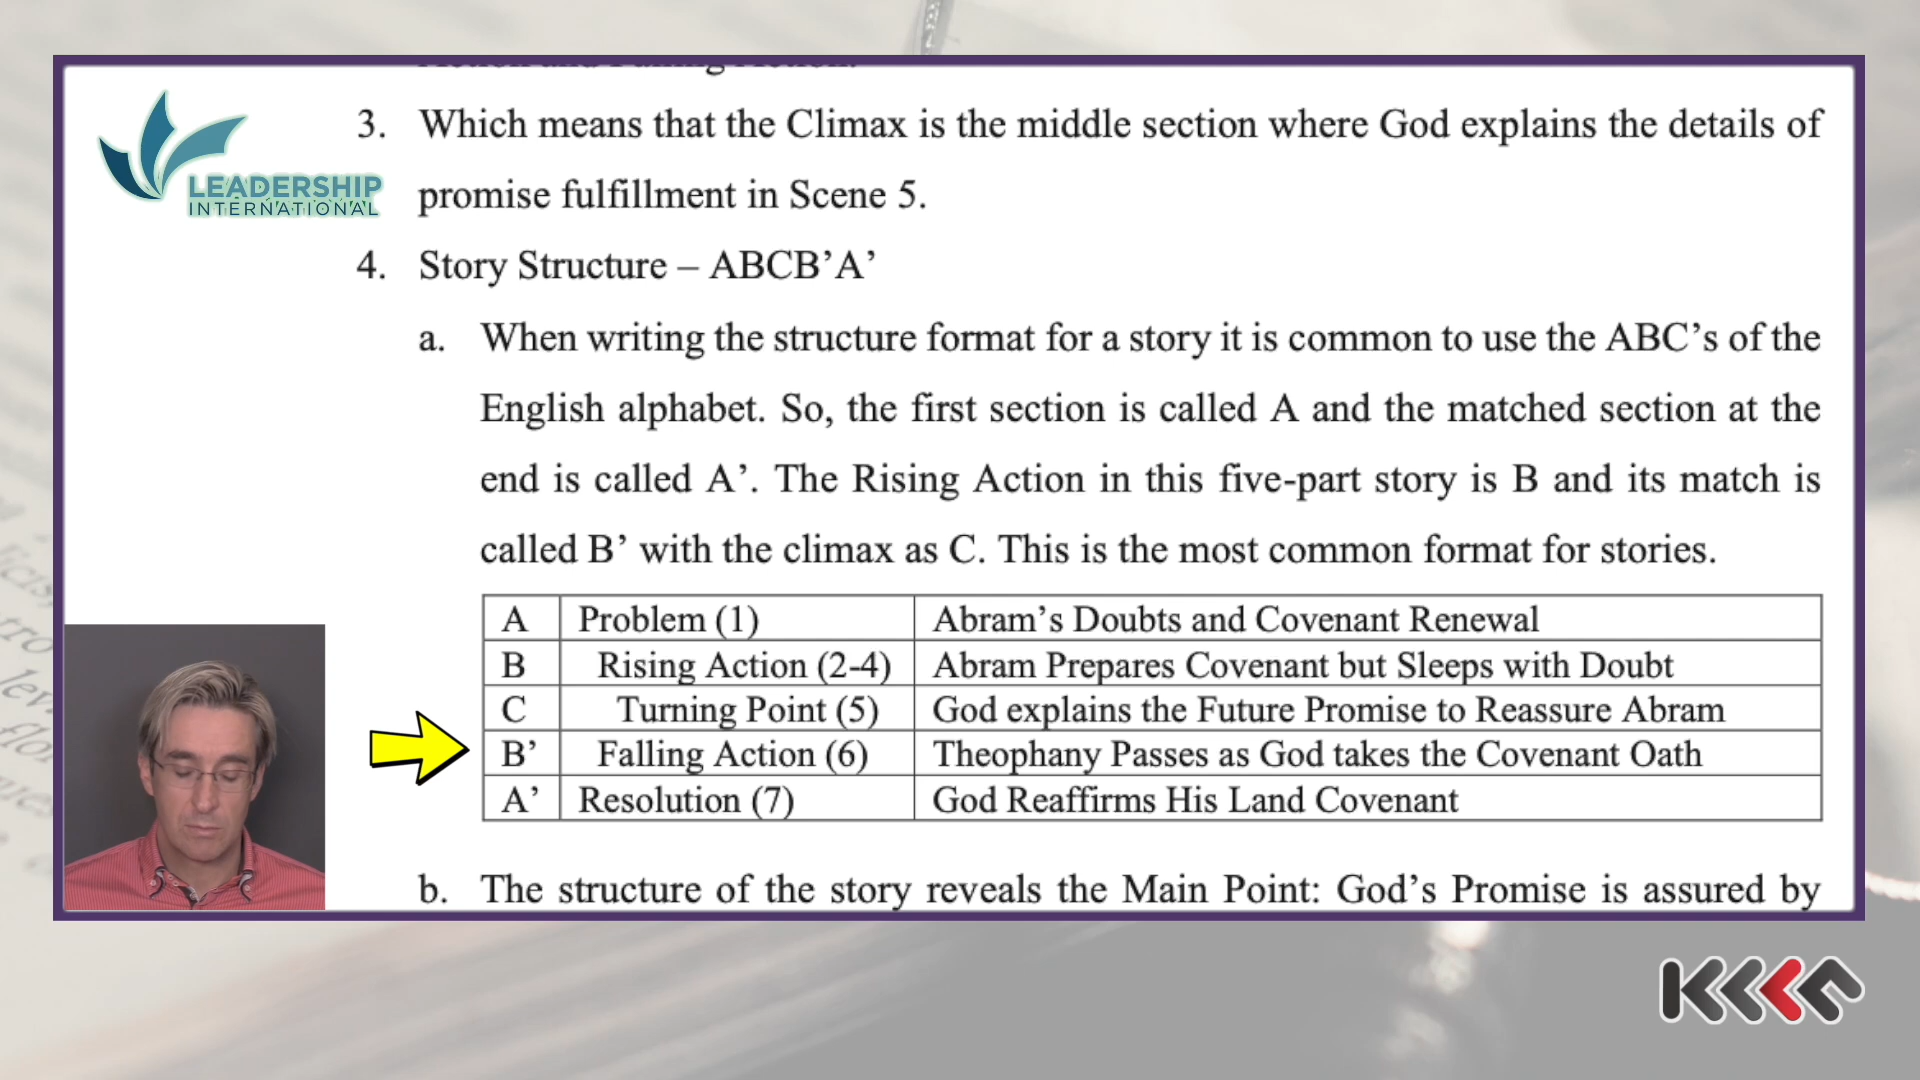 LEADERSHIP
INTERNATIONAL
3. Which means that the Climax is the middle section where God explains the details of
promise fulfillment in Scene 5.
4. Story Structure – ABCB’A’
a. When writing the structure format for a story it is common to use the ABC’s of the
English alphabet. So, the first section is called A and the matched section at the
end is called A’. The Rising Action in this five-part story is B and its match is
called B’ with the climax as C. This is the most common format for stories.
A Problem (1) Abram’s Doubts and Covenant Renewal
B Rising Action (2-4) Abram Prepares Covenant but Sleeps with Doubt
C Turning Point (5) God explains the Future Promise to Reassure Abram
B’ Falling Action (6) Theophany Passes as God takes the Covenant Oath
A’ Resolution (7) God Reaffirms His Land Covenant
b. The structure of the story reveals the Main Point: God’s Promise is assured by